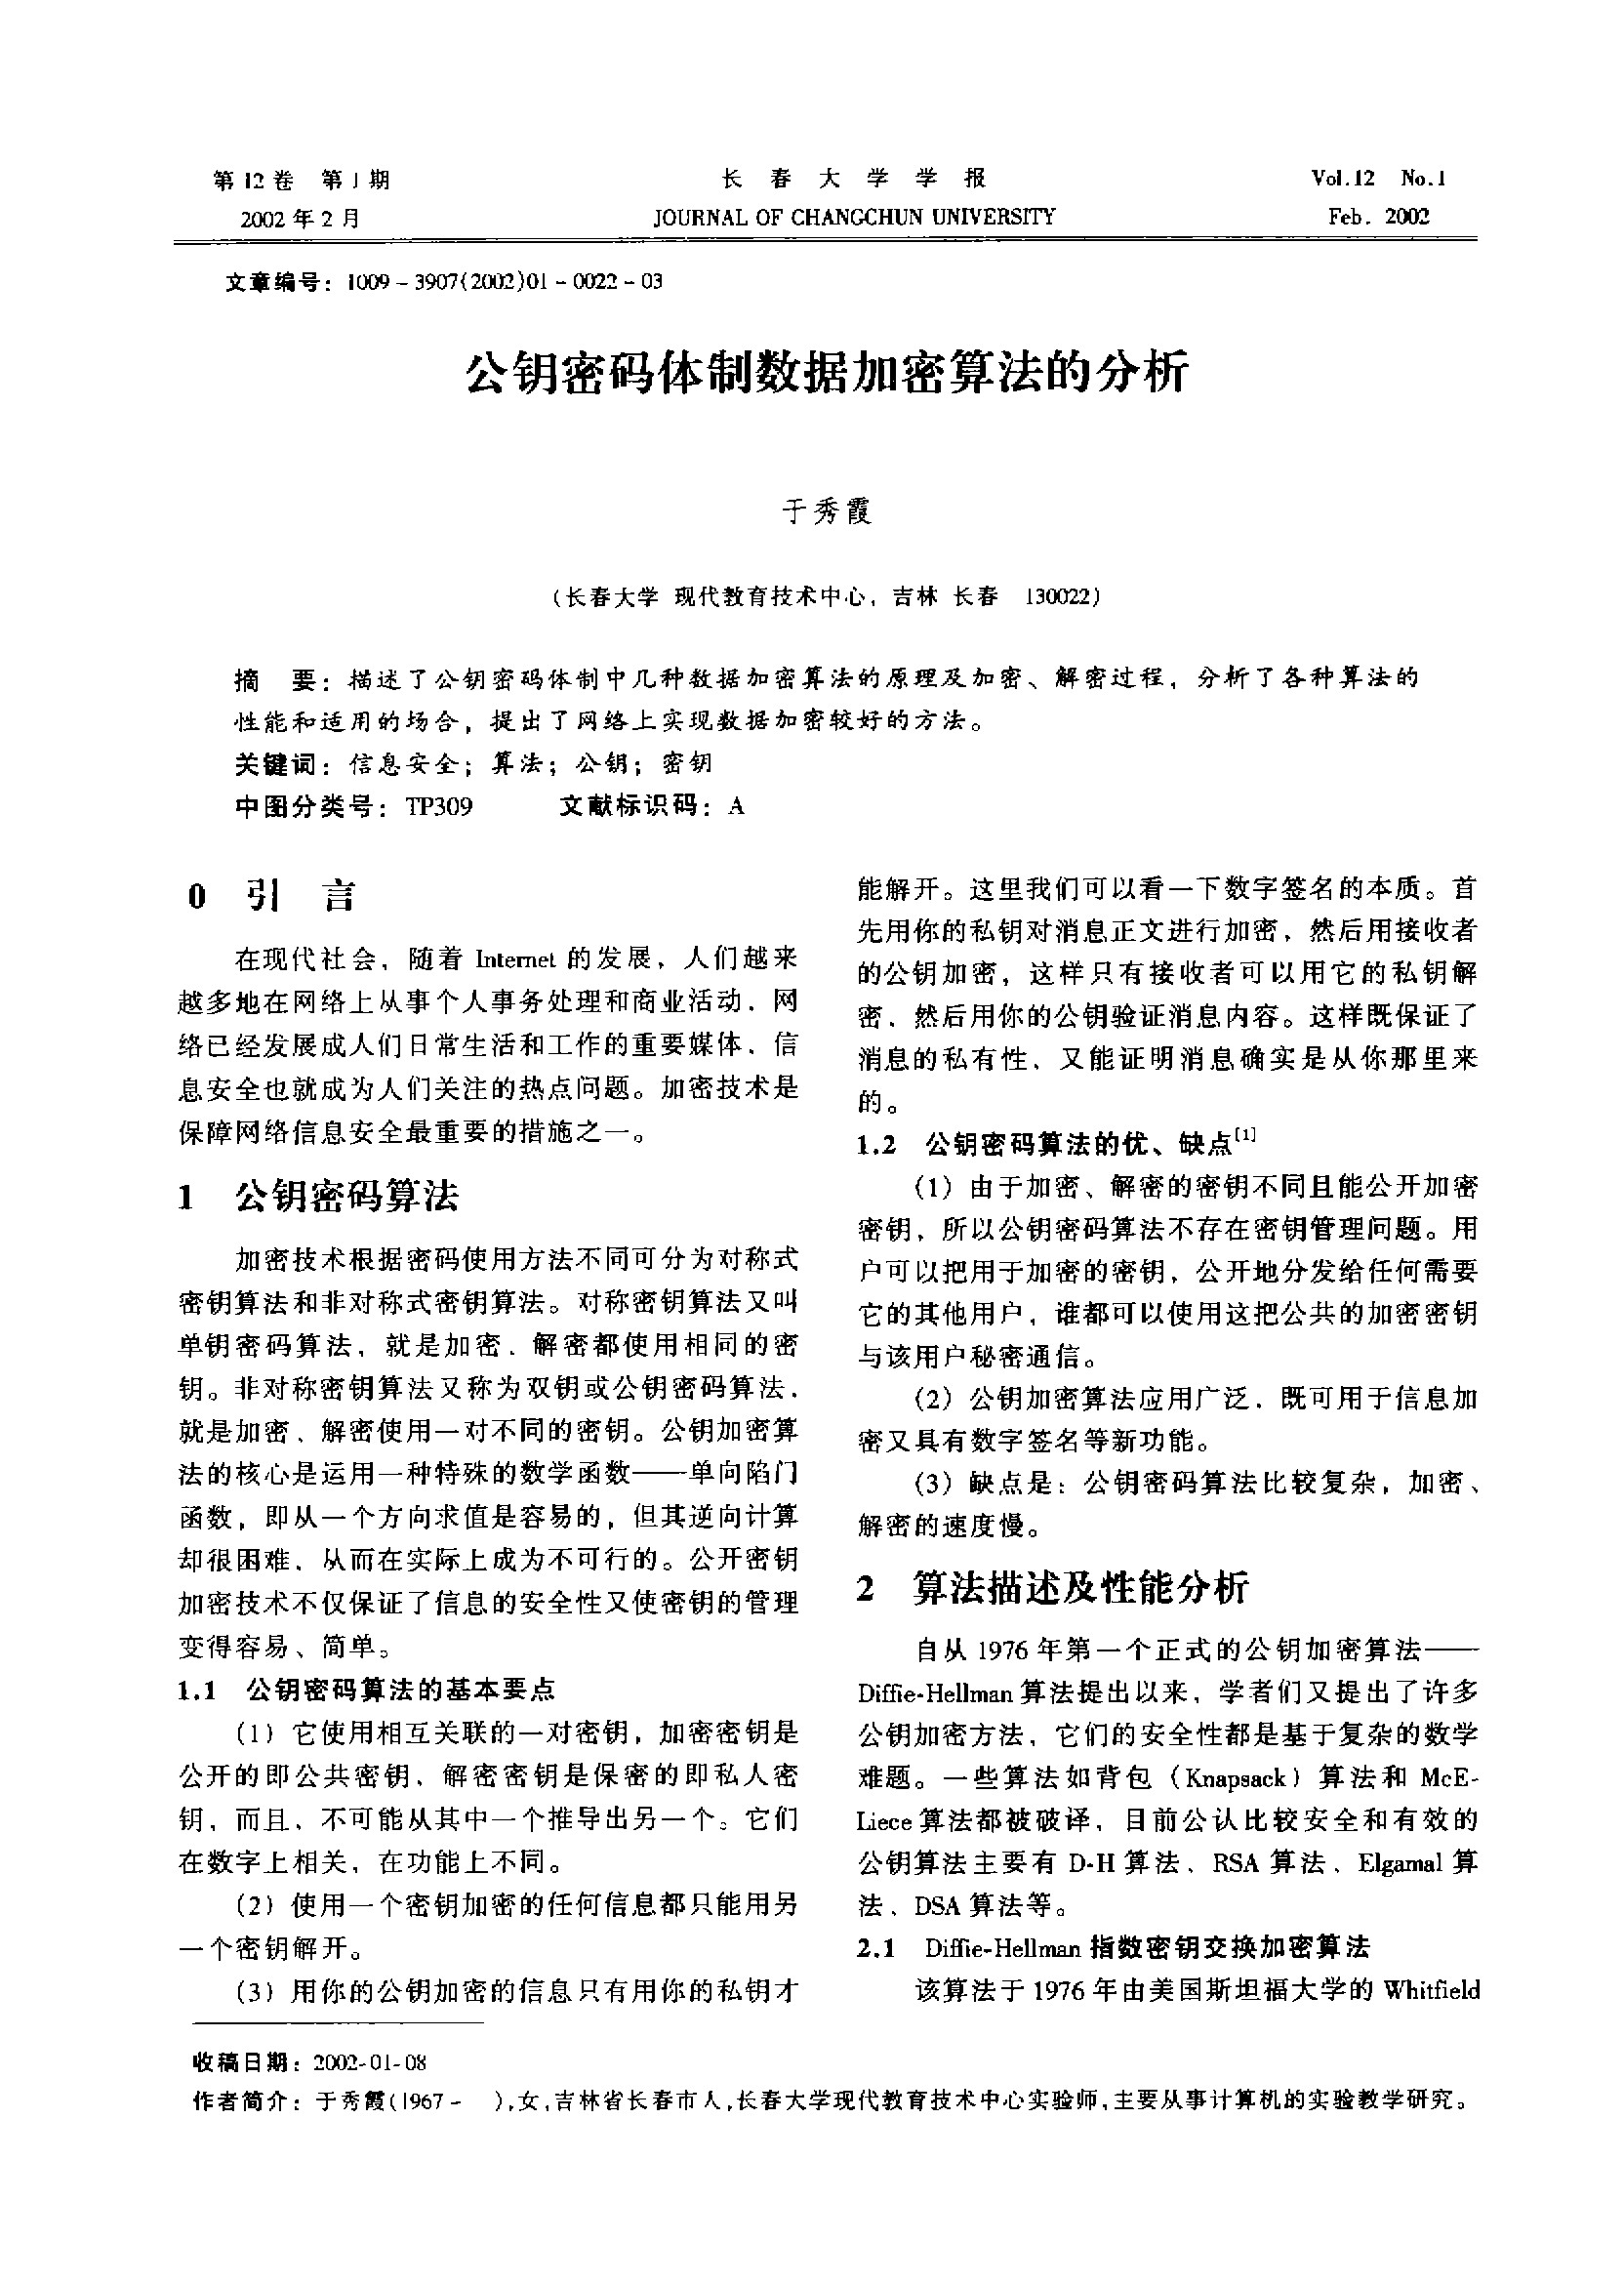 第12卷 第1期
2002年2月
长春大学学报
JOURNAL OF CHANGCHUN UNIVERSITY
Vol.12 No.1
Feb. 2002
文章编号：1009－3907(2002)01－0022－03
公钥密码体制数据加密算法的分析
于秀霞
（长春大学 现代教育技术中心，吉林 长春 130022）
摘 要：描述了公钥密码体制中几种数据加密算法的原理及加密、解密过程，分析了各种算法的
性能和适用的场合，提出了网络上实现数据加密较好的方法。
关键词：信息安全；算法；公钥；密钥
中图分类号：TP309 文献标识码：A
0 引 言
在现代社会，随着 Internet 的发展，人们越来
越多地在网络上从事个人事务处理和商业活动，网
络已经发展成人们日常生活和工作的重要媒体，信
息安全也就成为人们关注的热点问题。加密技术是
保障网络信息安全最重要的措施之一。
1 公钥密码算法
加密技术根据密码使用方法不同可分为对称式
密钥算法和非对称式密钥算法。对称密钥算法又叫
单钥密码算法，就是加密、解密都使用相同的密
钥。非对称密钥算法又称为双钥或公钥密码算法，
就是加密、解密使用一对不同的密钥。公钥加密算
法的核心是运用一种特殊的数学函数——单向陷门
函数，即从一个方向求值是容易的，但其逆向计算
却很困难，从而在实际上成为不可行的。公开密钥
加密技术不仅保证了信息的安全性又使密钥的管理
变得容易、简单。
1.1 公钥密码算法的基本要点
（1）它使用相互关联的一对密钥，加密密钥是
公开的即公共密钥，解密密钥是保密的即私人密
钥，而且，不可能从其中一个推导出另一个。它们
在数字上相关，在功能上不同。
（2）使用一个密钥加密的任何信息都只能用另
一个密钥解开。
（3）用你的公钥加密的信息只有用你的私钥才
能解开。这里我们可以看一下数字签名的本质。首
先用你的私钥对消息正文进行加密，然后用接收者
的公钥加密，这样只有接收者可以用它的私钥解
密，然后用你的公钥验证消息内容。这样既保证了
消息的私有性，又能证明消息确实是从你那里来
的。
1.2 公钥密码算法的优、缺点[1]
（1）由于加密、解密的密钥不同且能公开加密
密钥，所以公钥密码算法不存在密钥管理问题。用
户可以把用于加密的密钥，公开地分发给任何需要
它的其他用户，谁都可以使用这把公共的加密密钥
与该用户秘密通信。
（2）公钥加密算法应用广泛，既可用于信息加
密又具有数字签名等新功能。
（3）缺点是：公钥密码算法比较复杂，加密、
解密的速度慢。
2 算法描述及性能分析
自从 1976 年第一个正式的公钥加密算法——
Diffie-Hellman 算法提出以来，学者们又提出了许多
公钥加密方法，它们的安全性都是基于复杂的数学
难题。一些算法如背包（Knapsack）算法和 McE-
Liece 算法都被破译，目前公认比较安全和有效的
公钥算法主要有 D-H 算法、RSA 算法、Elgamal 算
法、DSA 算法等。
2.1 Diffie-Hellman 指数密钥交换加密算法
该算法于 1976 年由美国斯坦福大学的 Whitfield
收稿日期：2002-01-08
作者简介：于秀霞(1967－ ),女,吉林省长春市人,长春大学现代教育技术中心实验师,主要从事计算机的实验教学研究。